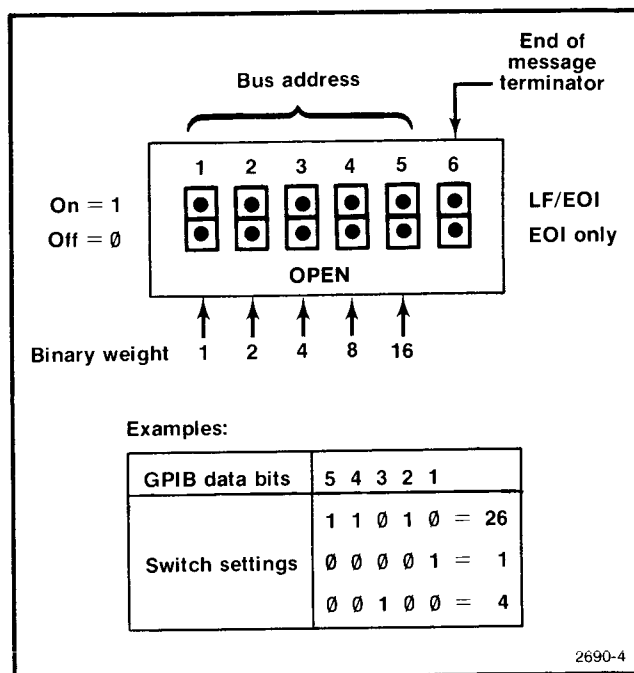 End of
message
terminator
Bus address
1 2 3 4 5 6
On = 1
LF/EOI
Off = Ø
EOI only
OPEN
Binary weight 1 2 4 8 16
Examples:
GPIB data bits 5 4 3 2 1
1 1 Ø 1 Ø = 26
Switch settings Ø Ø Ø Ø 1 = 1
Ø Ø 1 Ø Ø = 4
2690-4